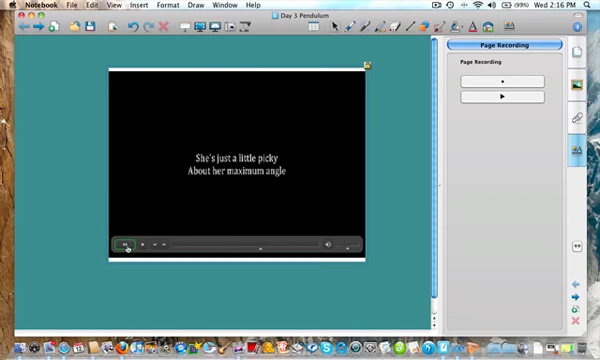 Notebook File Edit View Insert Format Draw Window Help (99%) Wed 2:16 PM
Day 3 Pendulum
Page Recording
Page Recording
She's just a little picky
About her maximum angle